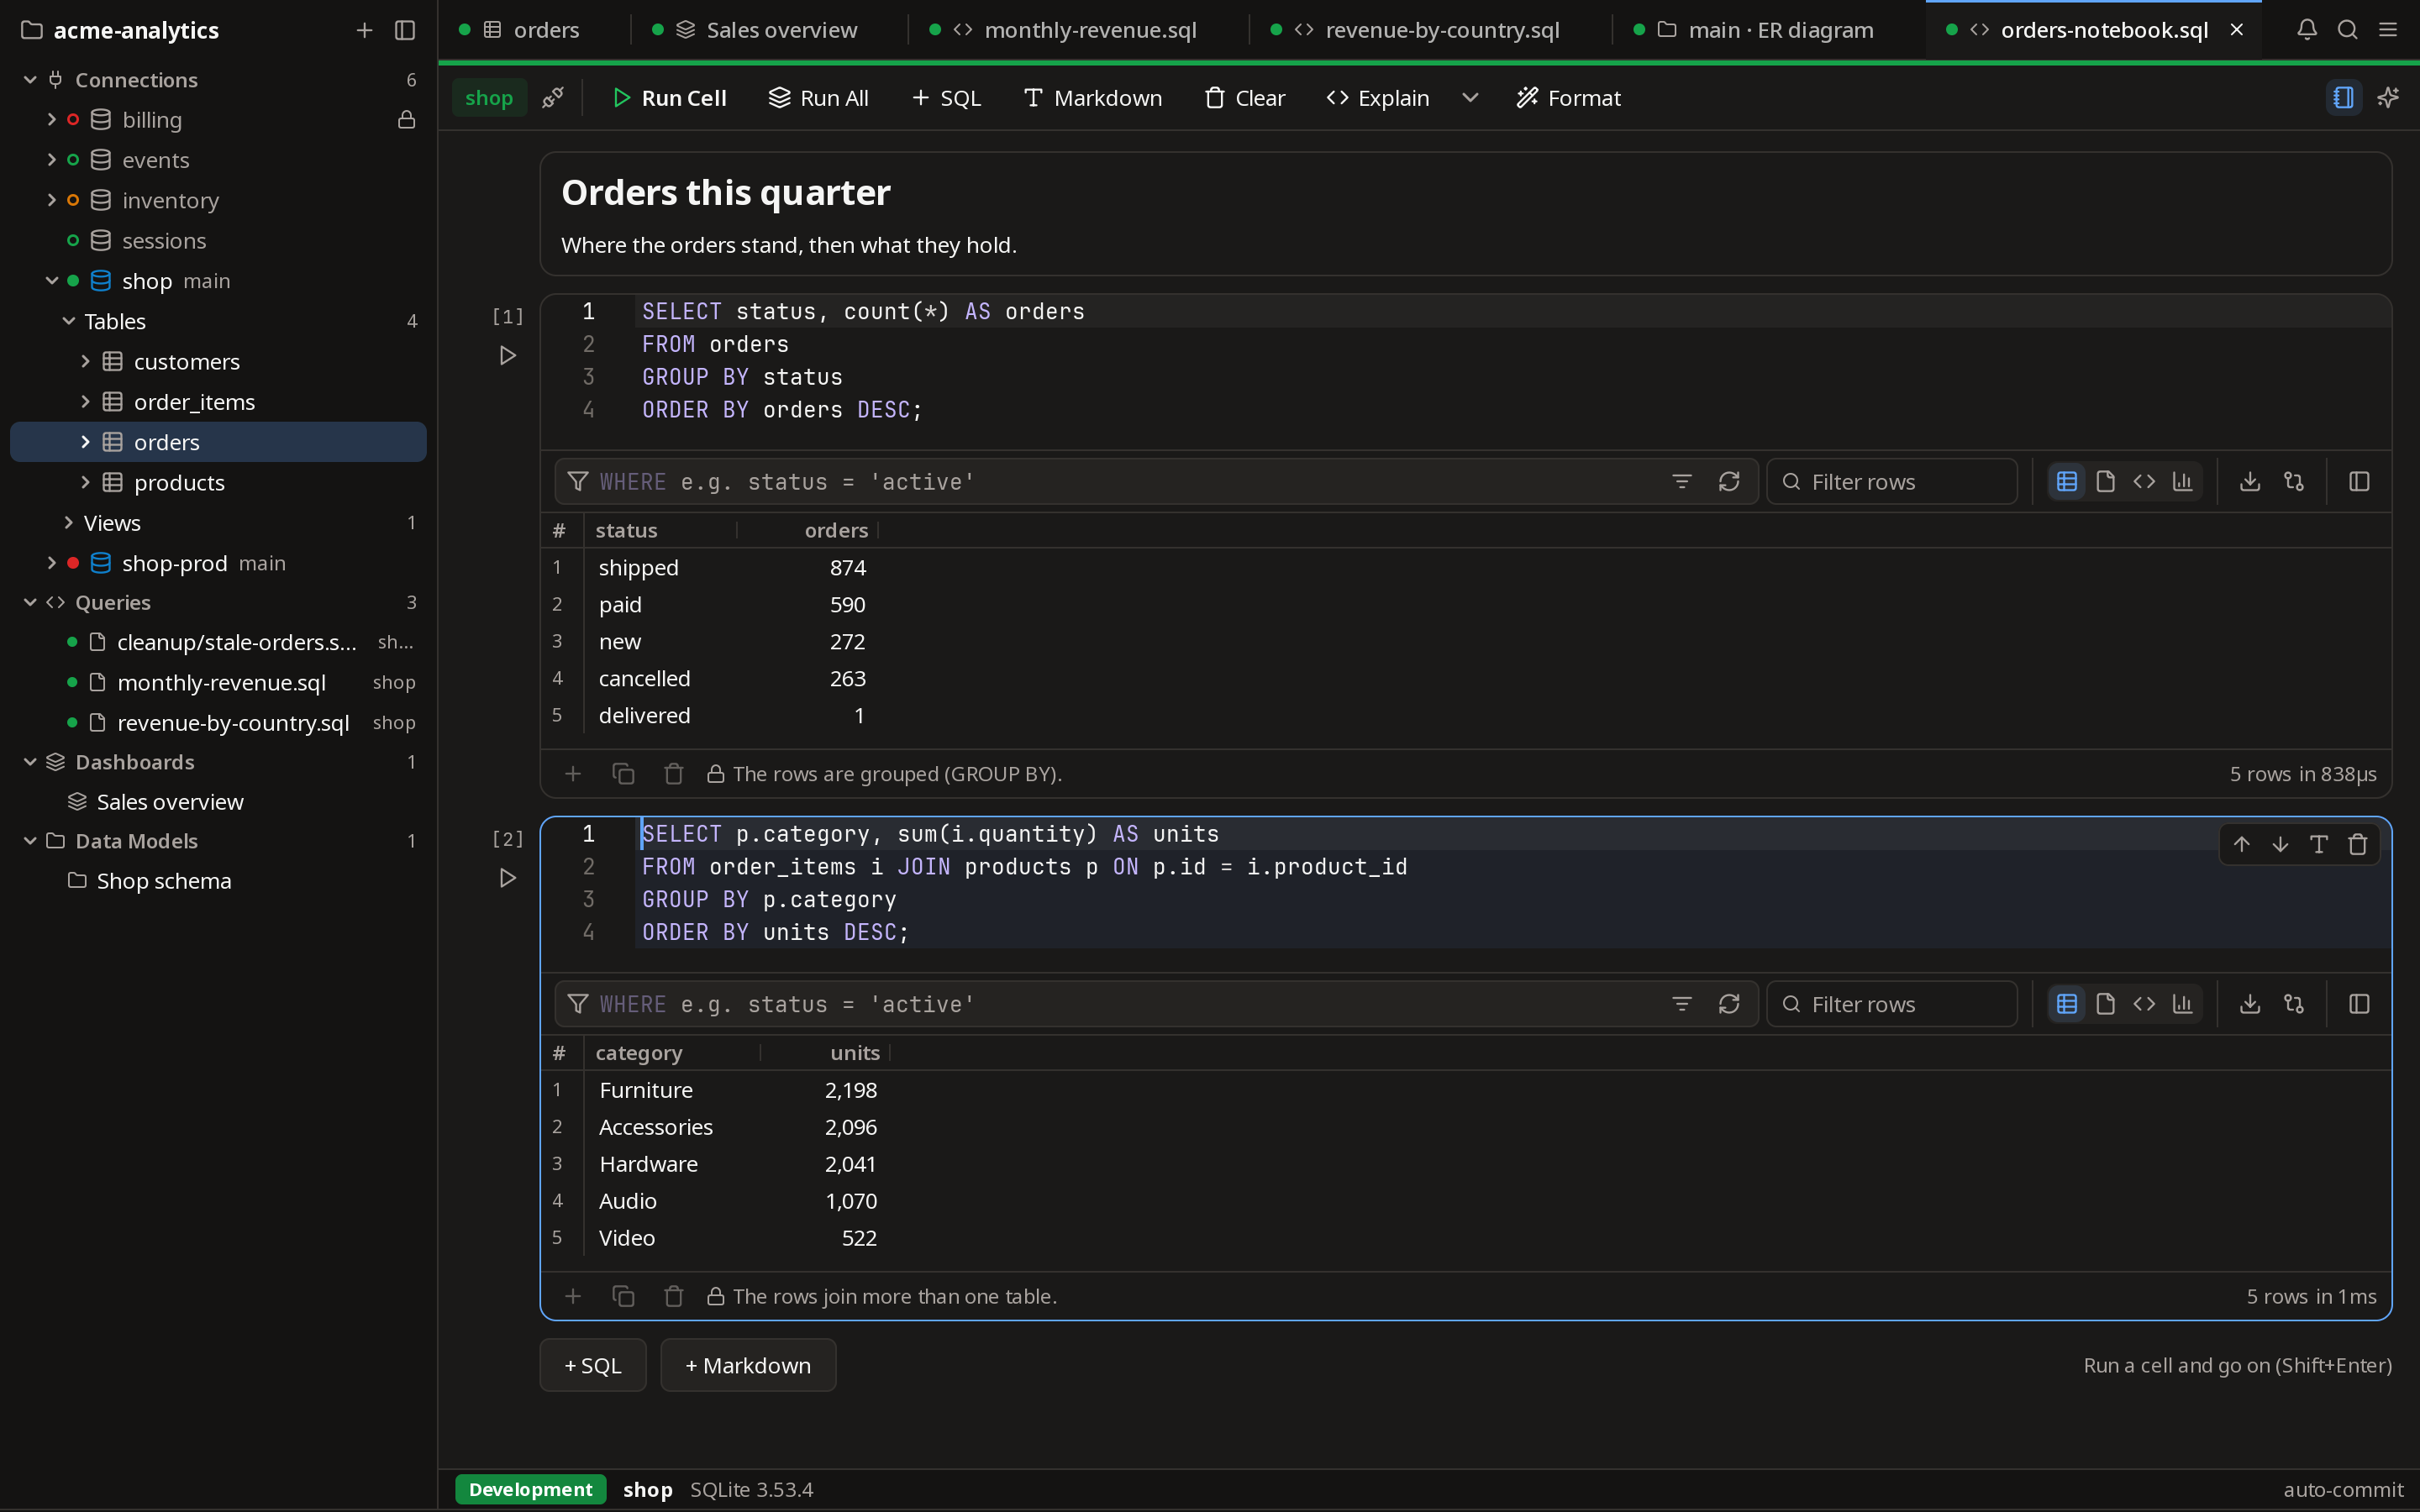 acme-analytics
Connections 6
billing
events
inventory
sessions
shop main
Tables 4
customers
order_items
orders
products
Views 1
shop-prod main
Queries 3
cleanup/stale-orders.s... sh...
monthly-revenue.sql shop
revenue-by-country.sql shop
Dashboards 1
Sales overview
Data Models 1
Shop schema
orders
Sales overview
monthly-revenue.sql
revenue-by-country.sql
main · ER diagram
orders-notebook.sql
shop Run Cell Run All SQL Markdown Clear Explain Format
Orders this quarter
Where the orders stand, then what they hold.
[1]
1 SELECT status, count(*) AS orders
2 FROM orders
3 GROUP BY status
4 ORDER BY orders DESC;
WHERE e.g. status = 'active' Filter rows
# status orders
1 shipped 874
2 paid 590
3 new 272
4 cancelled 263
5 delivered 1
The rows are grouped (GROUP BY). 5 rows in 838µs
[2]
1 SELECT p.category, sum(i.quantity) AS units
2 FROM order_items i JOIN products p ON p.id = i.product_id
3 GROUP BY p.category
4 ORDER BY units DESC;
WHERE e.g. status = 'active' Filter rows
# category units
1 Furniture 2,198
2 Accessories 2,096
3 Hardware 2,041
4 Audio 1,070
5 Video 522
The rows join more than one table. 5 rows in 1ms
+ SQL + Markdown Run a cell and go on (Shift+Enter)
Development shop SQLite 3.53.4 auto-commit